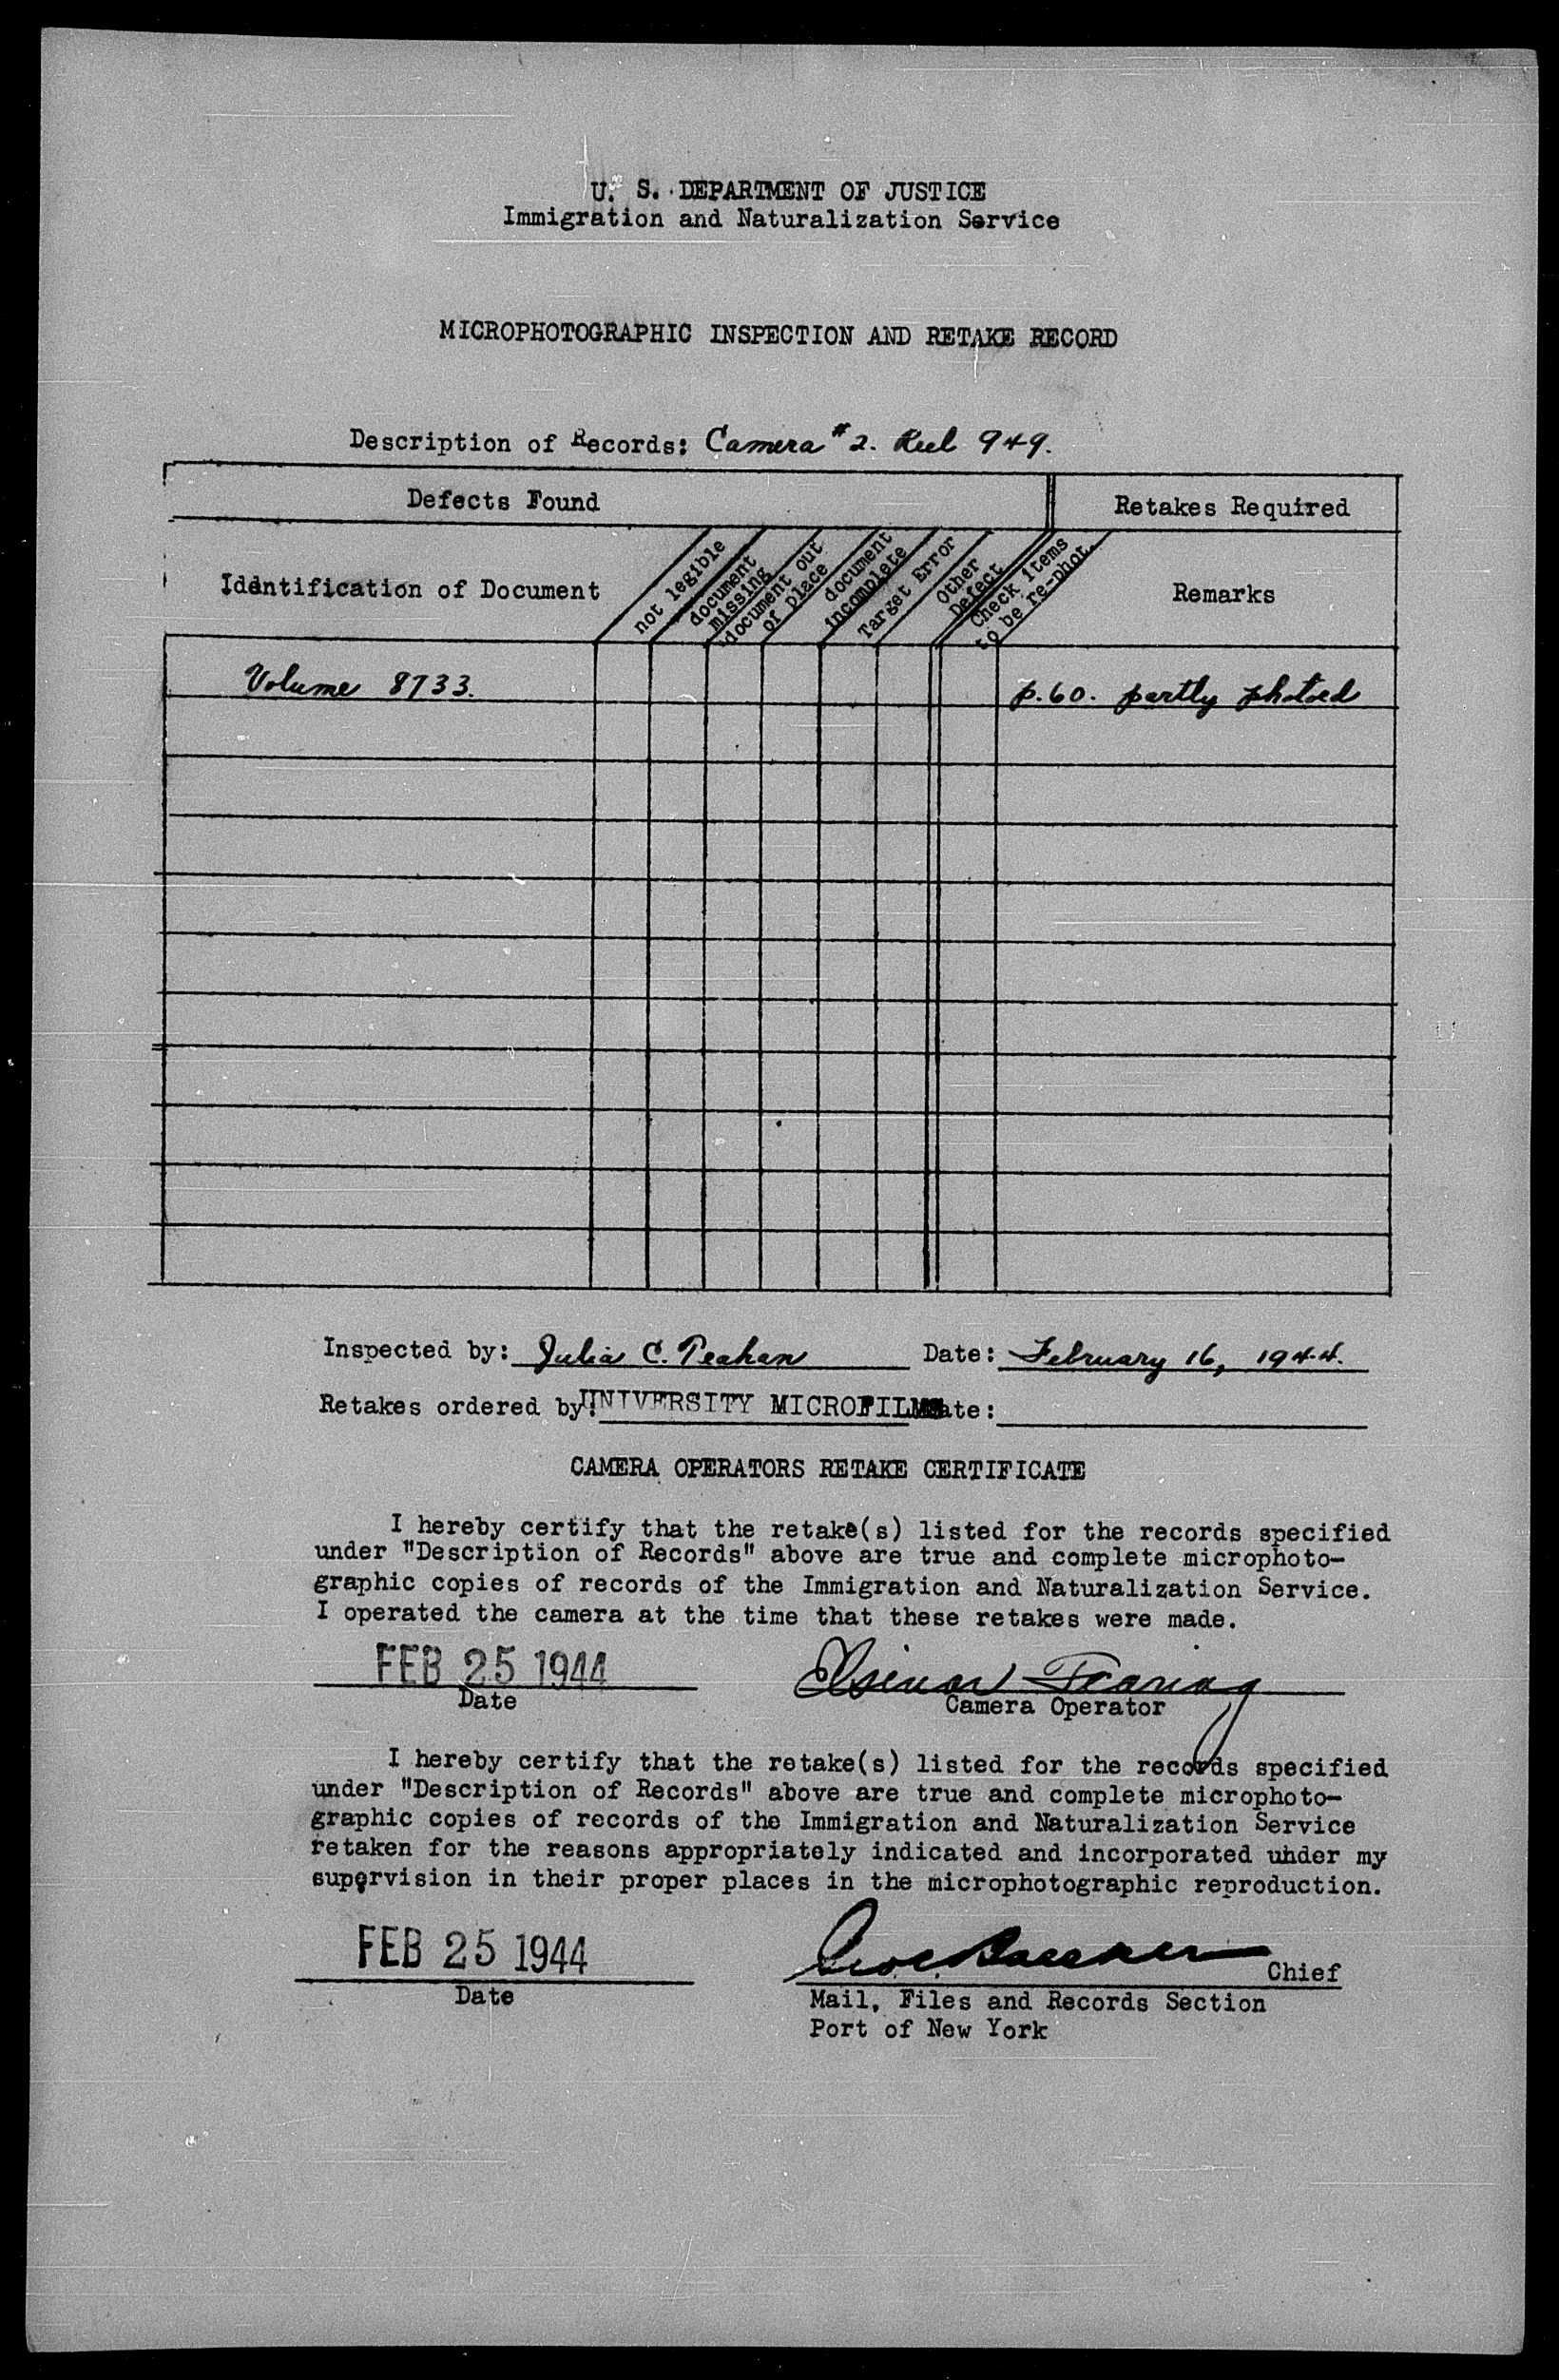 U. S. DEPARTMENT OF JUSTICE
Immigration and Naturalization Service
MICROPHOTOGRAPHIC INSPECTION AND RETAKE RECORD
Description of Records: Camera #2. Reel 949.
Defects Found
Retakes Required
Identification of Document
not legible
document missing
document out of place
document incomplete
Target Error
Other Defect
Check items to be re-phot.
Remarks
Volume 8733. p.60. partly photoed
Inspected by: Julia C. Date: February 16, 1944.
Retakes ordered by: UNIVERSITY MICROFILMS Date:
CAMERA OPERATORS RETAKE CERTIFICATE
I hereby certify that the retake(s) listed for the records specified
under "Description of Records" above are true and complete microphoto-
graphic copies of records of the Immigration and Naturalization Service.
I operated the camera at the time that these retakes were made.
FEB 25 1944
Date
Camera Operator
I hereby certify that the retake(s) listed for the records specified
under "Description of Records" above are true and complete microphoto-
graphic copies of records of the Immigration and Naturalization Service
retaken for the reasons appropriately indicated and incorporated under my
supervision in their proper places in the microphotographic reproduction.
FEB 25 1944
Chief
Date
Mail, Files and Records Section
Port of New York